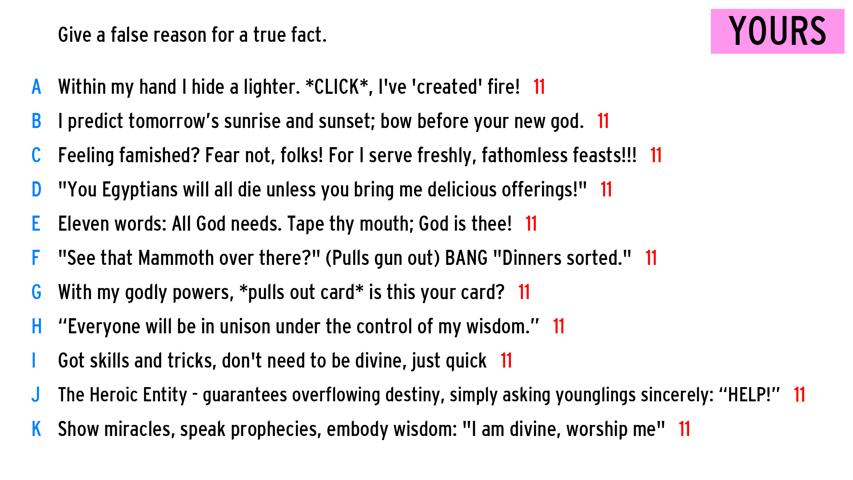 Give a false reason for a true fact.
YOURS
A Within my hand I hide a lighter. *CLICK*, I've 'created' fire! 11
B I predict tomorrow’s sunrise and sunset; bow before your new god. 11
C Feeling famished? Fear not, folks! For I serve freshly, fathomless feasts!!! 11
D "You Egyptians will all die unless you bring me delicious offerings!" 11
E Eleven words: All God needs. Tape thy mouth; God is thee! 11
F "See that Mammoth over there?" (Pulls gun out) BANG "Dinners sorted." 11
G With my godly powers, *pulls out card* is this your card? 11
H “Everyone will be in unison under the control of my wisdom.” 11
I Got skills and tricks, don't need to be divine, just quick 11
J The Heroic Entity - guarantees overflowing destiny, simply asking younglings sincerely: “HELP!” 11
K Show miracles, speak prophecies, embody wisdom: "I am divine, worship me" 11